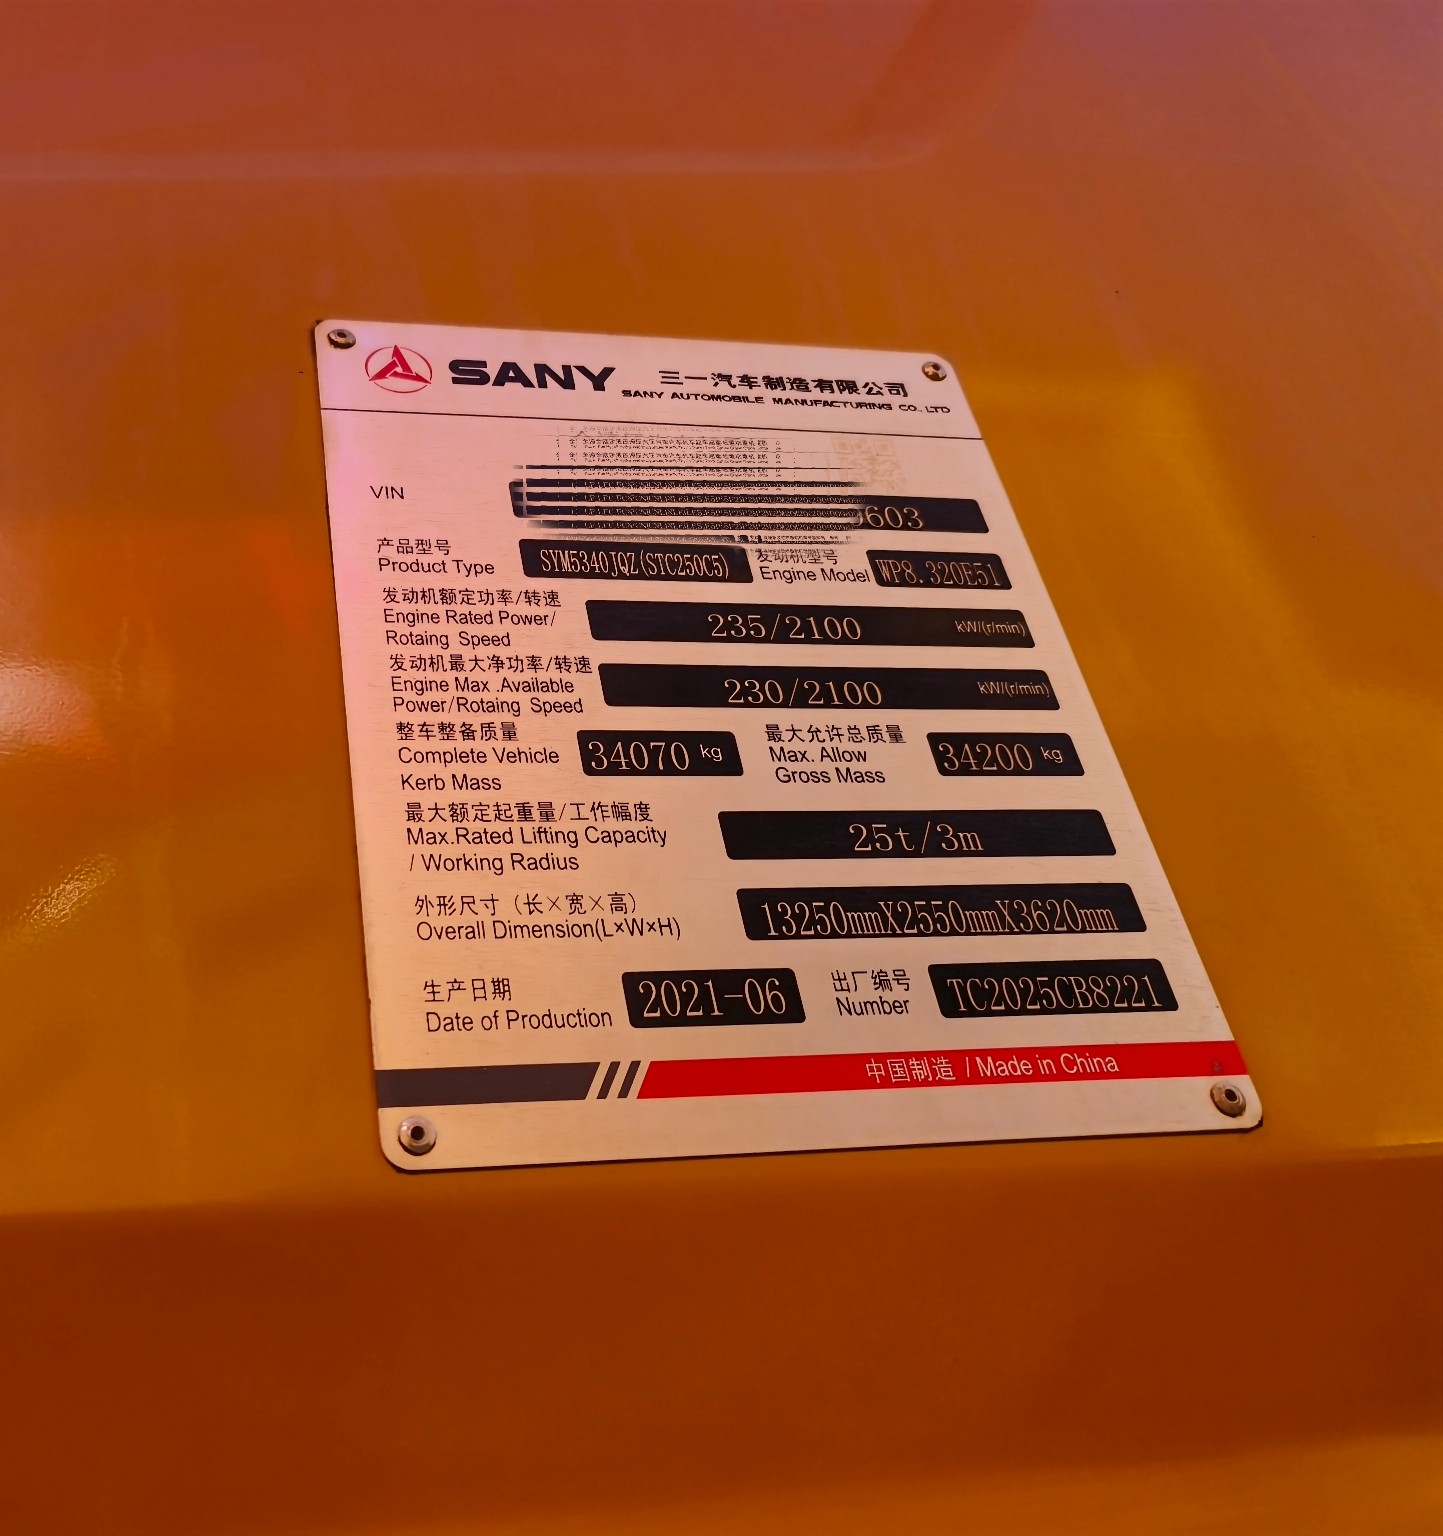 SANY 三一汽车制造有限公司
SANY AUTOMOBILE MANUFACTURING CO., LTD
VIN 603
产品型号 发动机型号
Product Type SYM5340JQZ(STC250C5) Engine Model WP8.320E51
发动机额定功率/转速
Engine Rated Power/ 235/2100 kW/(r/min)
Rotaing Speed
发动机最大净功率/转速
Engine Max .Available 230/2100 kW/(r/min)
Power/Rotaing Speed
整车整备质量 最大允许总质量
Complete Vehicle 34070 kg Max. Allow 34200 kg
Kerb Mass Gross Mass
最大额定起重量/工作幅度
Max.Rated Lifting Capacity 25t/3m
/ Working Radius
外形尺寸（长×宽×高）
Overall Dimension(L×W×H) 13250mmX2550mmX3620mm
生产日期 2021-06 出厂编号 TC2025CB8221
Date of Production Number
中国制造 / Made in China